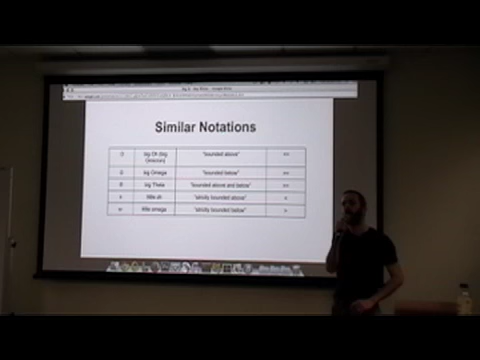 Similar Notations
O big Oh (big Omicron) "bounded above" <=
Ω big Omega "bounded below" >=
Θ big Theta "bounded above and below" ==
o little oh "strictly bounded above" <
ω little omega "strictly bounded below" >